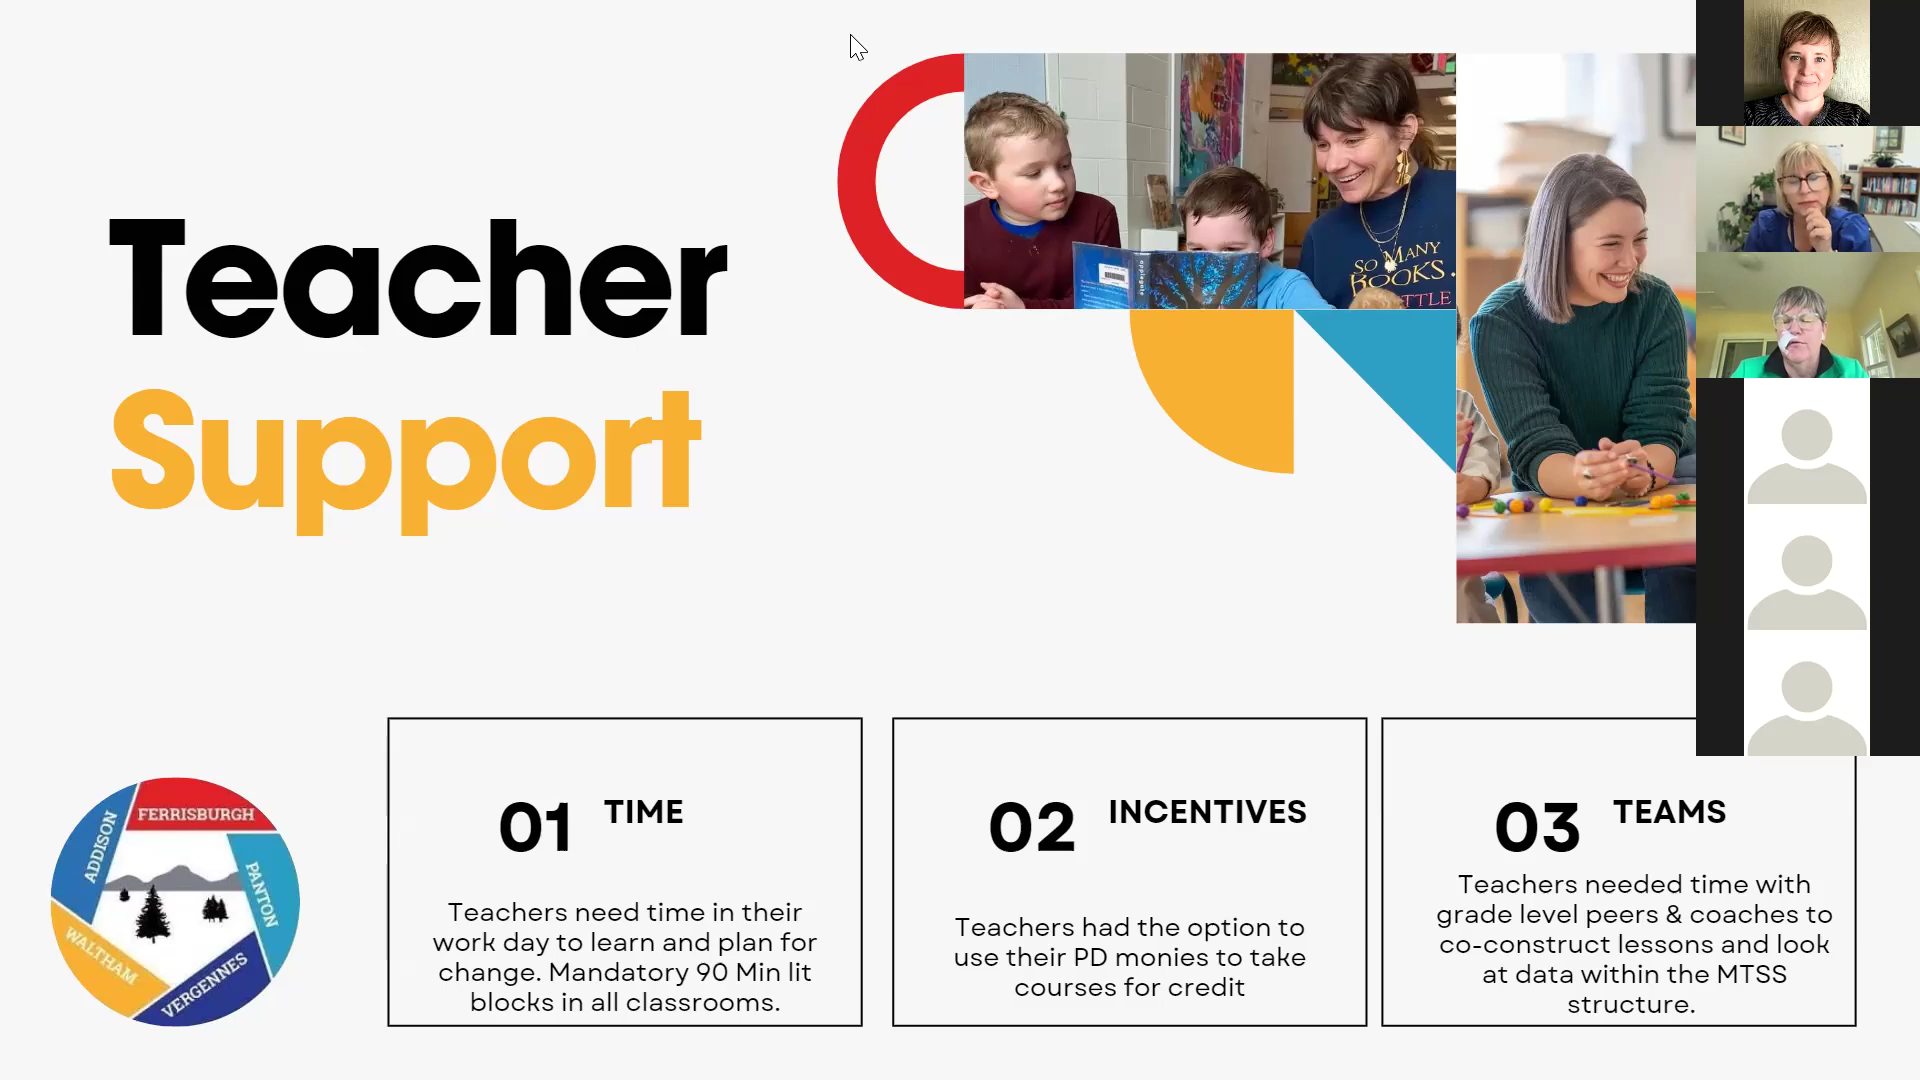 Teacher
Support
SO MANY
BOOKS.
TTLE
applegate
01 TIME
Teachers need time in their
work day to learn and plan for
change. Mandatory 90 Min lit
blocks in all classrooms.
02 INCENTIVES
Teachers had the option to
use their PD monies to take
courses for credit
03 TEAMS
Teachers needed time with
grade level peers & coaches to
co-construct lessons and look
at data within the MTSS
structure.
ADDISON
FERRISBURGH
PANTON
WALTHAM
VERGENNES